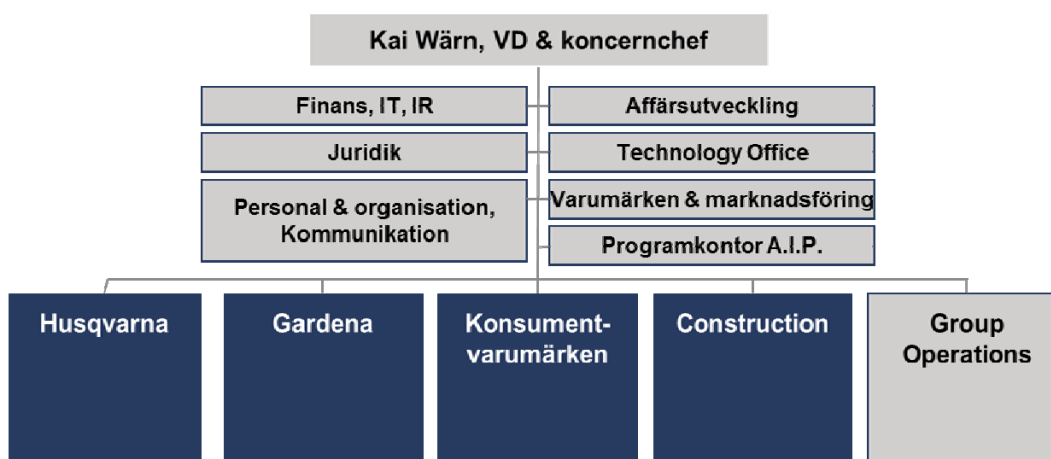 Kai Wärn, VD & koncernchef
Finans, IT, IR
Affärsutveckling
Juridik
Technology Office
Personal & organisation,
Kommunikation
Varumärken & marknadsföring
Programkontor A.I.P.
Husqvarna
Gardena
Konsument-
varumärken
Construction
Group
Operations